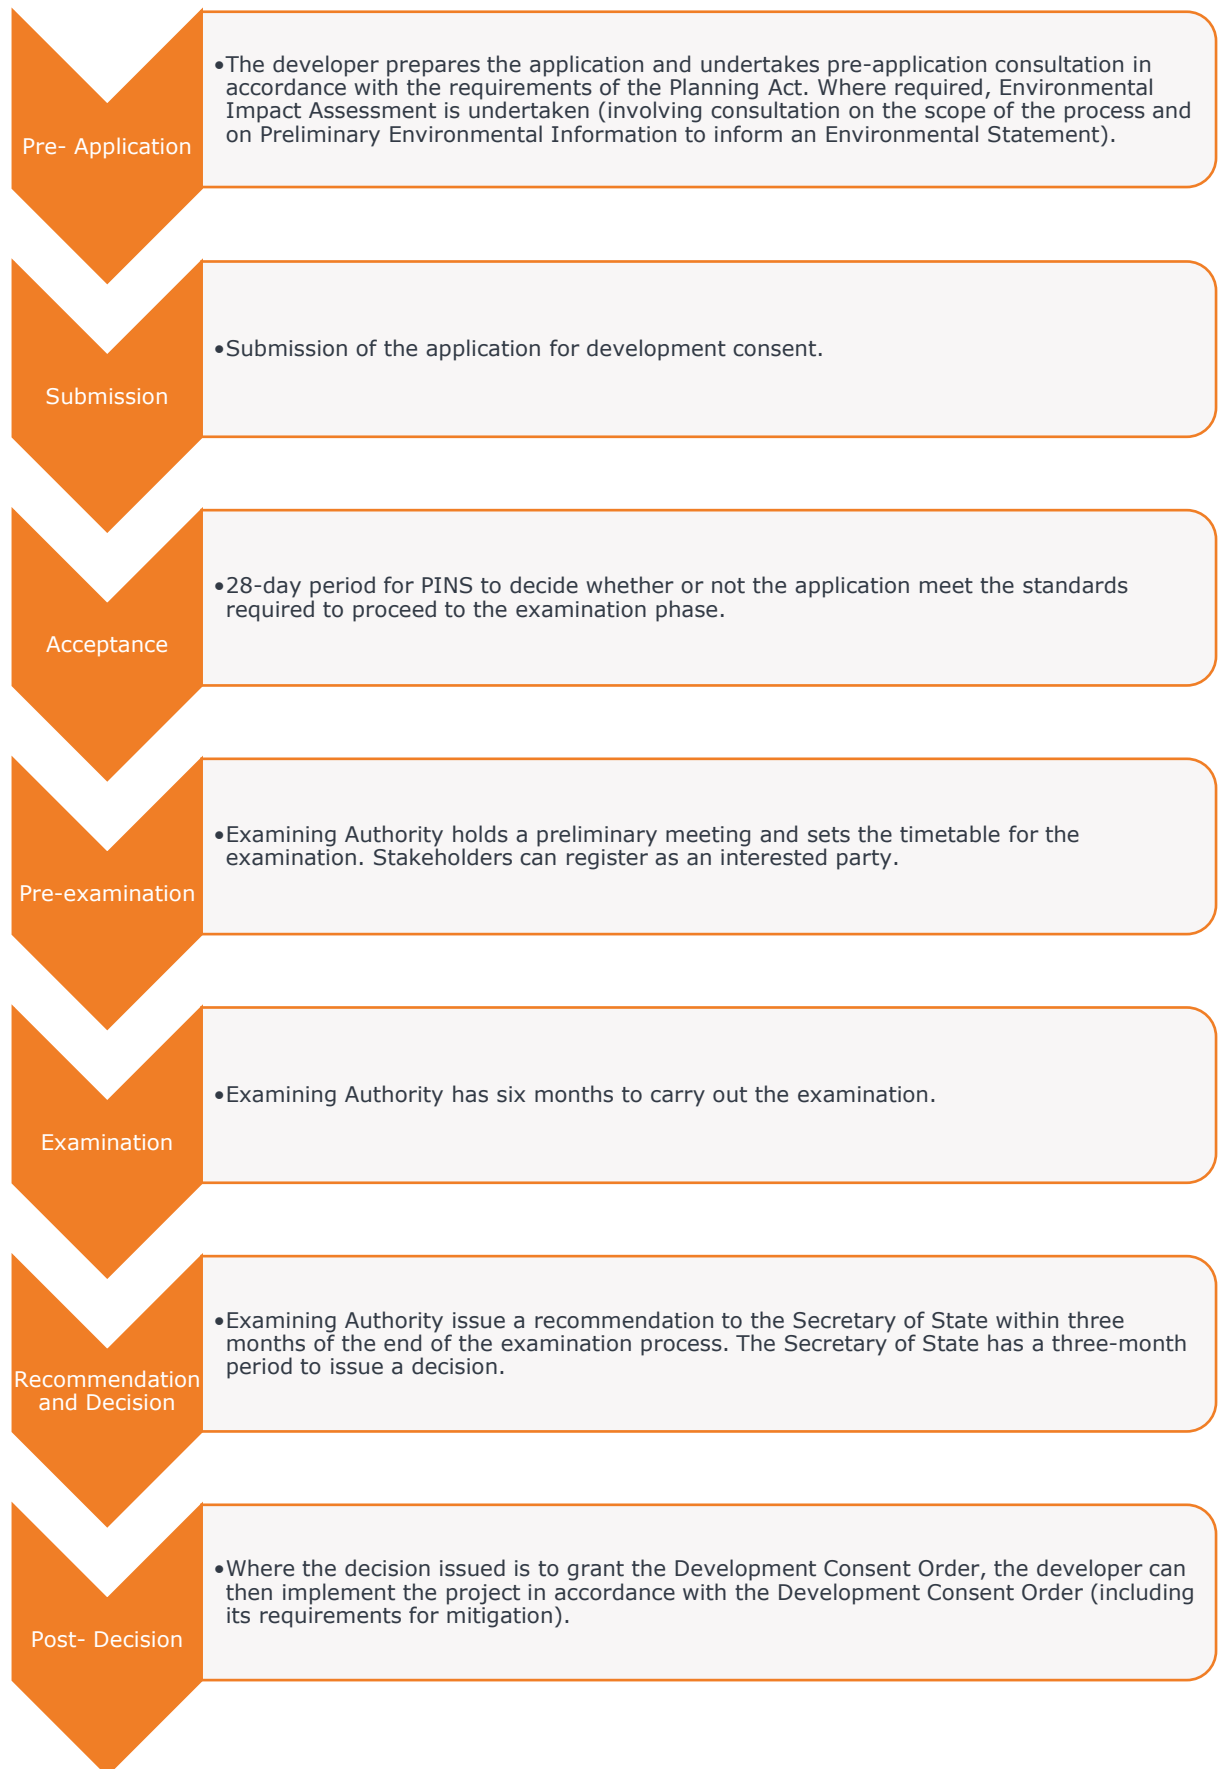 Pre- Application
•The developer prepares the application and undertakes pre-application consultation in
accordance with the requirements of the Planning Act. Where required, Environmental
Impact Assessment is undertaken (involving consultation on the scope of the process and
on Preliminary Environmental Information to inform an Environmental Statement).
Submission
•Submission of the application for development consent.
Acceptance
•28-day period for PINS to decide whether or not the application meet the standards
required to proceed to the examination phase.
Pre-examination
•Examining Authority holds a preliminary meeting and sets the timetable for the
examination. Stakeholders can register as an interested party.
Examination
•Examining Authority has six months to carry out the examination.
Recommendation
and Decision
•Examining Authority issue a recommendation to the Secretary of State within three
months of the end of the examination process. The Secretary of State has a three-month
period to issue a decision.
Post- Decision
•Where the decision issued is to grant the Development Consent Order, the developer can
then implement the project in accordance with the Development Consent Order (including
its requirements for mitigation).